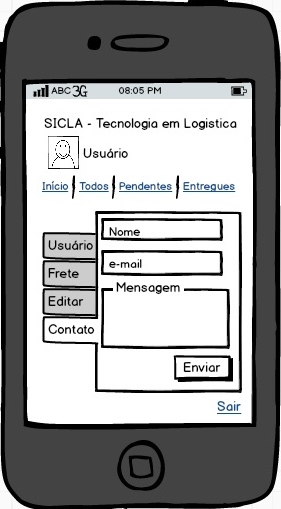 ABC 3G 08:05 PM
SICLA - Tecnologia em Logistica
Usuário
Início Todos Pendentes Entregues
Usuário
Frete
Editar
Contato
Nome
e-mail
Mensagem
Enviar
Sair